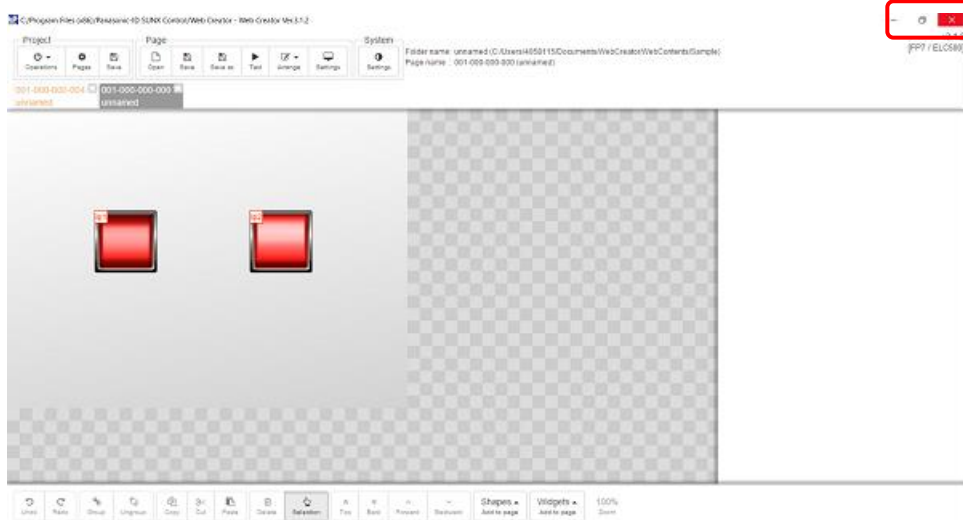 C:/Program Files (x86)/Panasonic-ID SUNX Control/Web Creator - Web Creator Ver.3.1.2
Project
Page
System
Operations
Pages
Save
Open
Save
Save as
Test
Arrange
Settings
Settings
Folder name : unnamed (C:/Users/4050115/Documents/WebCreator/WebContents/Sample)
Page name : 001-000-000-000 (unnamed)
[FP7 / ELC500]
001-000-000-004
unnamed
001-000-000-000
unnamed
Undo
Redo
Group
Ungroup
Copy
Cut
Paste
Delete
Selection
Top
Back
Forward
Backward
Shapes
Add to page
Widgets
Add to page
100%
Zoom